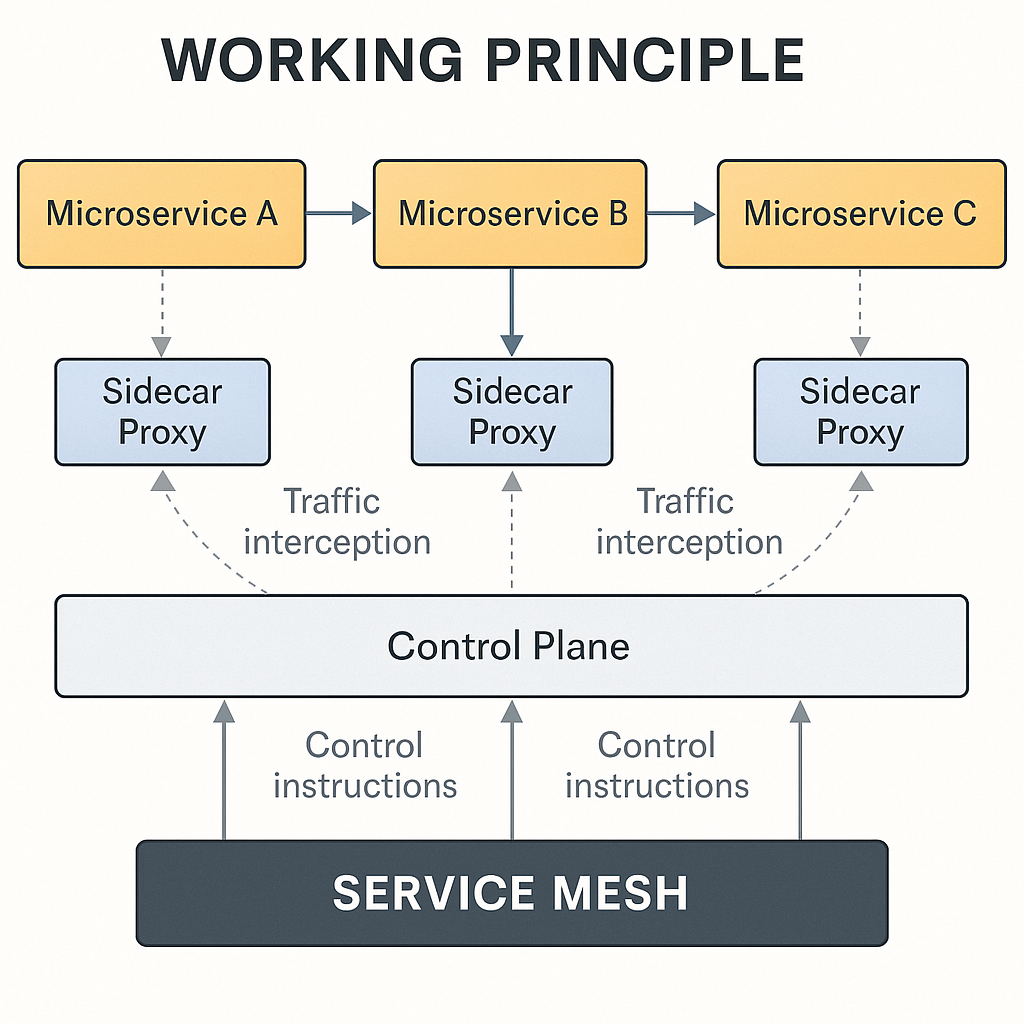 WORKING PRINCIPLE
Microservice A
Microservice B
Microservice C
Sidecar
Proxy
Sidecar
Proxy
Sidecar
Proxy
Traffic
interception
Traffic
interception
Control Plane
Control
instructions
Control
instructions
SERVICE MESH